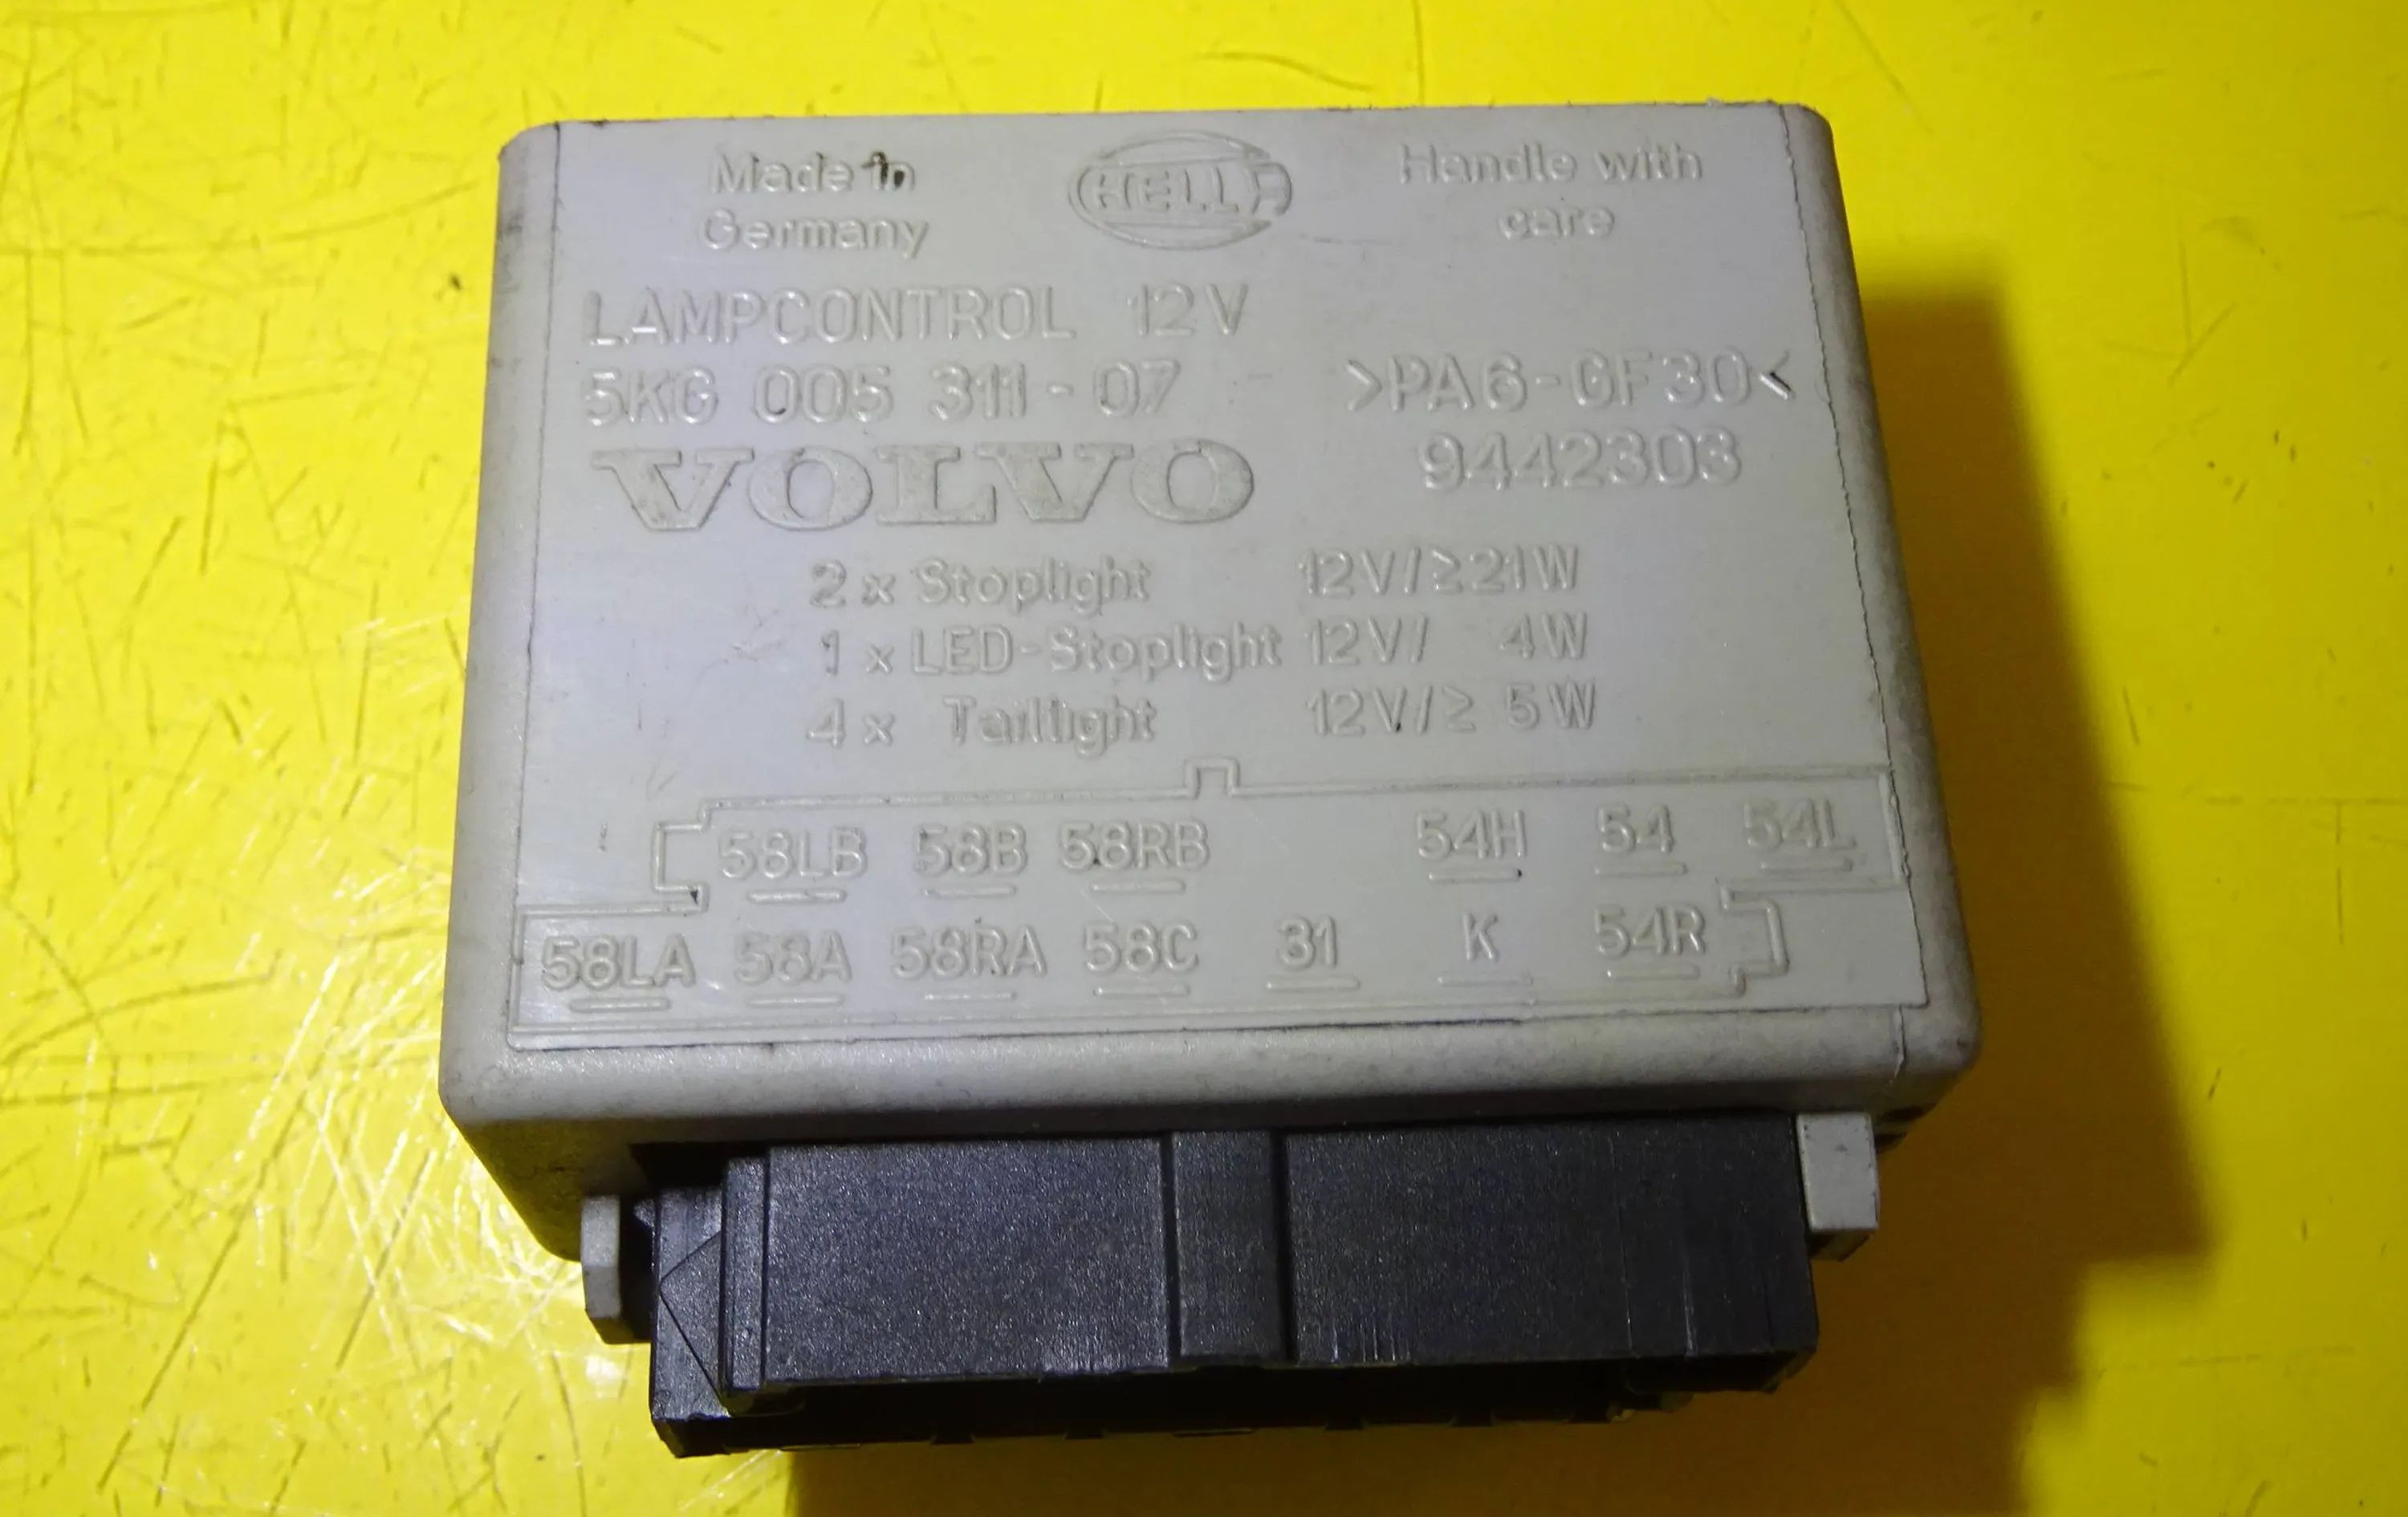 Made in
Germany
HELLA
Handle with
care
LAMPCONTROL 12V
5KG 005 311-07
>PA6-GF30<
VOLVO
9442303
2 x Stoplight 12V/≥21W
1 x LED-Stoplight 12V/ 4W
4 x Taillight 12V/≥ 5W
58LB 58B 58RB 54H 54 54L
58LA 58A 58RA 58C 31 K 54R